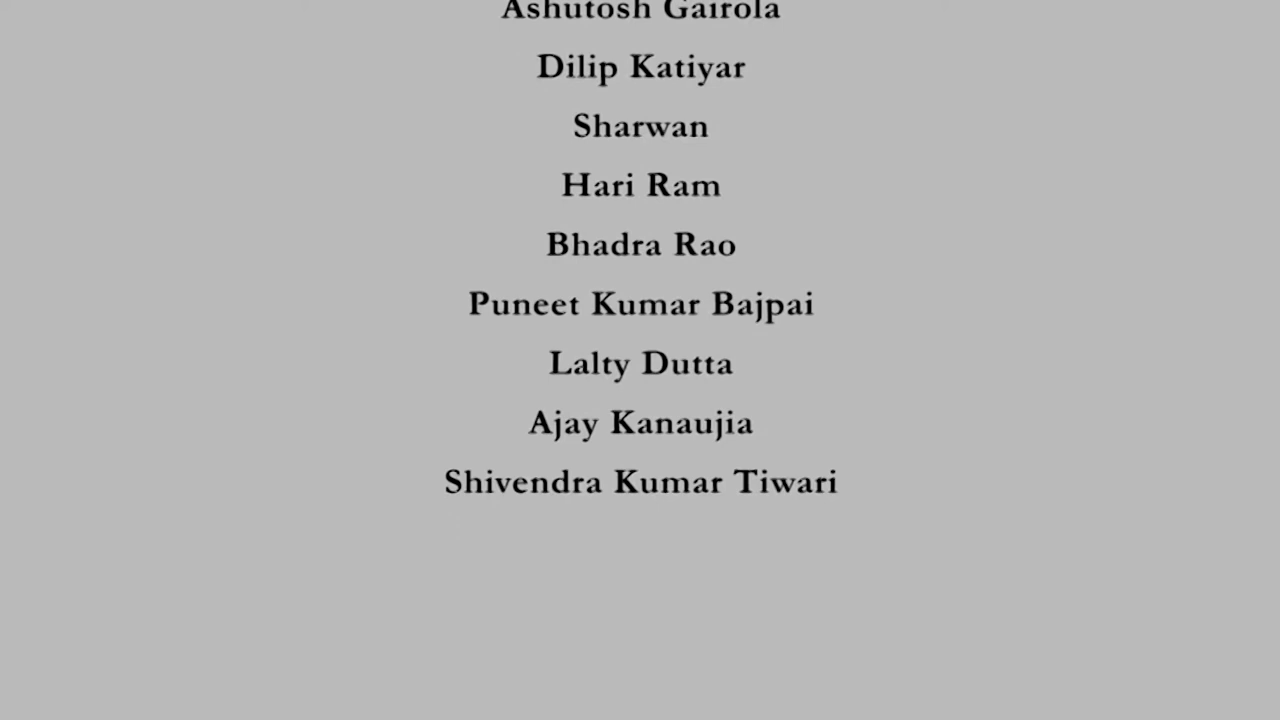 Ashutosh Gairola
Dilip Katiyar
Sharwan
Hari Ram
Bhadra Rao
Puneet Kumar Bajpai
Lalty Dutta
Ajay Kanaujia
Shivendra Kumar Tiwari